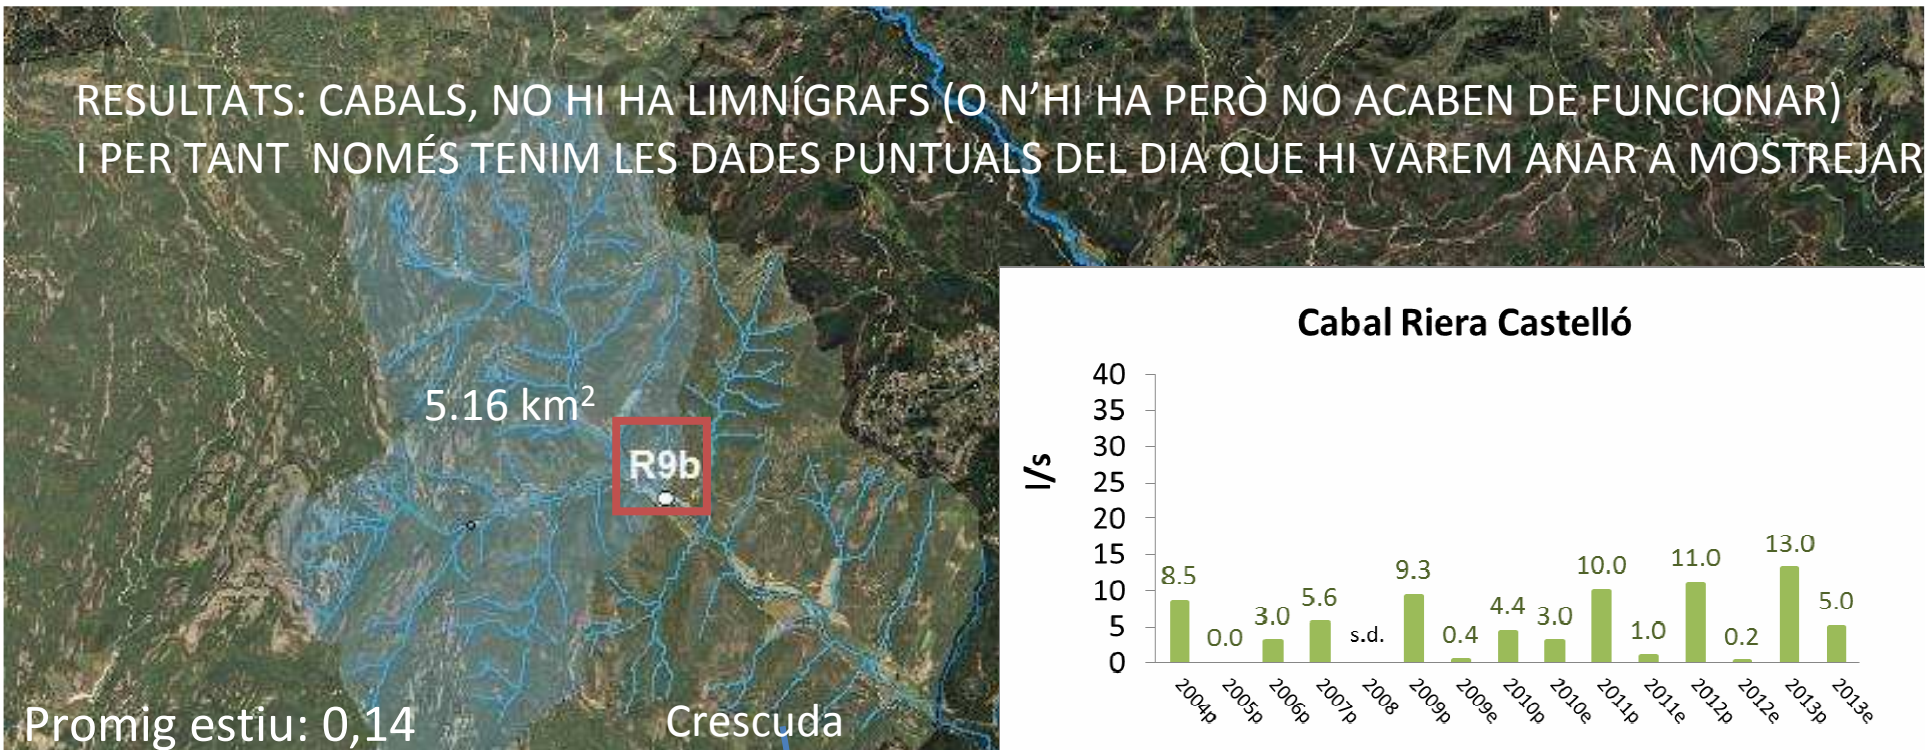 RESULTATS: CABALS, NO HI HA LIMNÍGRAFS (O N’HI HA PERÒ NO ACABEN DE FUNCIONAR)
I PER TANT NOMÉS TENIM LES DADES PUNTUALS DEL DIA QUE HI VAREM ANAR A MOSTREJAR
5.16 km²
R9b
Promig estiu: 0,14
Crescuda
Cabal Riera Castelló
l/s
40
35
30
25
20
15
10
5
0
8.5
0.0
3.0
5.6
s.d.
9.3
0.4
4.4
3.0
10.0
1.0
11.0
0.2
13.0
5.0
2004p
2005p
2006p
2007p
2008
2009p
2009e
2010p
2010e
2011p
2011e
2012p
2012e
2013p
2013e